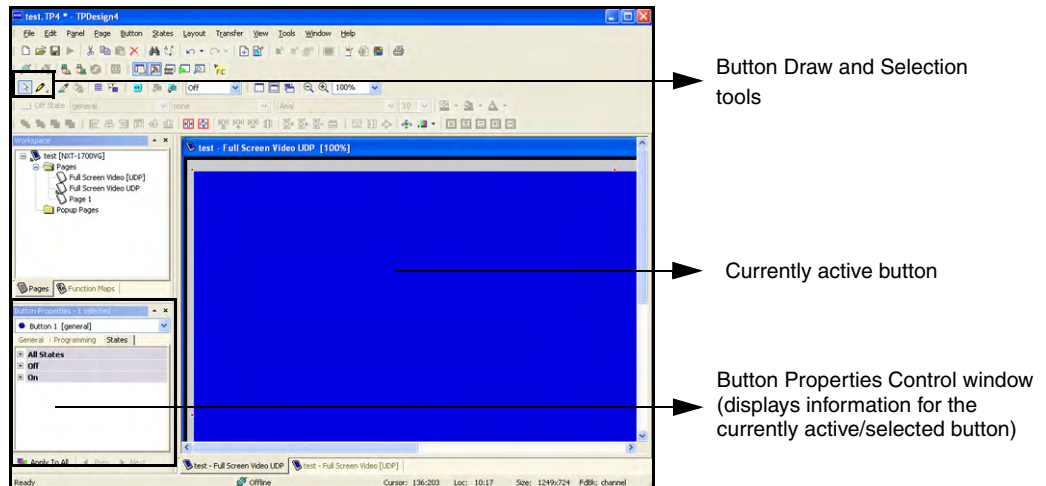 test.TP4 * - TPDesign4
File Edit Panel Page Button States Layout Transfer View Tools Window Help
Off 100%
Off State general none Arial 10
Workspace
test [NXT-1700VG]
Pages
Full Screen Video [UDP]
Full Screen Video UDP
Page 1
Popup Pages
Pages Function Maps
Button Properties - 1 selected
Button 1 [general]
General Programming States
All States
Off
On
Apply To All Prev Next
test - Full Screen Video UDP [100%]
test - Full Screen Video UDP test - Full Screen Video [UDP]
Ready Offline Cursor: 136:203 Loc: 10:17 Size: 1249x724 FdBk: channel
Button Draw and Selection
tools
Currently active button
Button Properties Control window
(displays information for the
currently active/selected button)